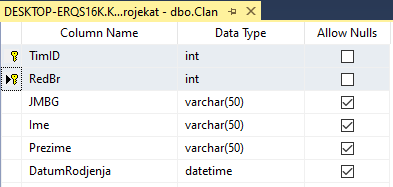 DESKTOP-ERQS16K.K...rojekat - dbo.Clan
Column Name Data Type Allow Nulls
TimID int
RedBr int
JMBG varchar(50)
Ime varchar(50)
Prezime varchar(50)
DatumRodjenja datetime